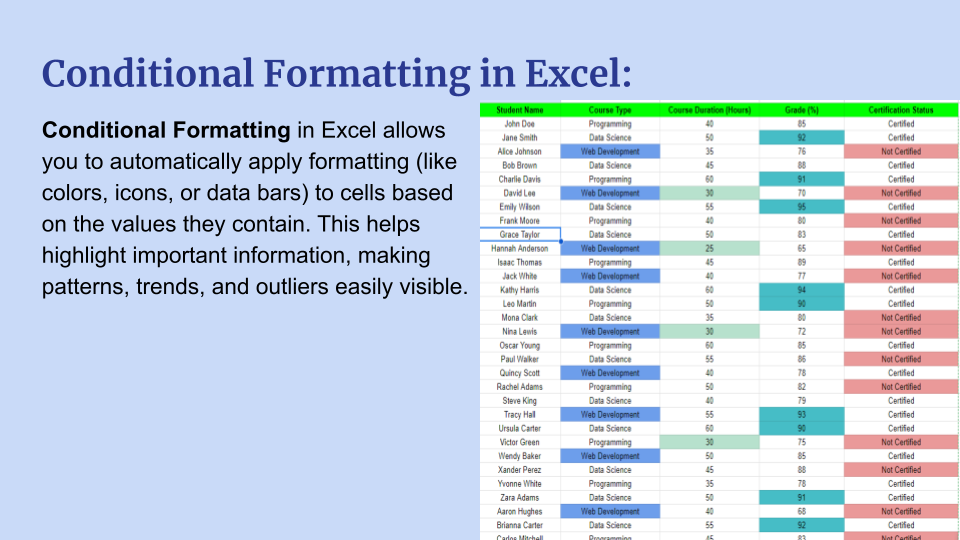 Conditional Formatting in Excel:
Conditional Formatting in Excel allows
you to automatically apply formatting (like
colors, icons, or data bars) to cells based
on the values they contain. This helps
highlight important information, making
patterns, trends, and outliers easily visible.
Student Name Course Type Course Duration (Hours) Grade (%) Certification Status
John Doe Programming 40 85 Certified
Jane Smith Data Science 50 92 Certified
Alice Johnson Web Development 35 76 Not Certified
Bob Brown Data Science 45 88 Certified
Charlie Davis Programming 60 91 Certified
David Lee Web Development 30 70 Not Certified
Emily Wilson Data Science 55 95 Certified
Frank Moore Programming 40 80 Not Certified
Grace Taylor Data Science 50 83 Certified
Hannah Anderson Web Development 25 65 Not Certified
Isaac Thomas Programming 45 89 Certified
Jack White Web Development 40 77 Not Certified
Kathy Harris Data Science 60 94 Certified
Leo Martin Programming 50 90 Certified
Mona Clark Data Science 35 80 Not Certified
Nina Lewis Web Development 30 72 Not Certified
Oscar Young Programming 60 85 Certified
Paul Walker Data Science 55 86 Not Certified
Quincy Scott Web Development 40 78 Certified
Rachel Adams Programming 50 82 Not Certified
Steve King Data Science 40 79 Certified
Tracy Hall Web Development 55 93 Certified
Ursula Carter Data Science 60 90 Certified
Victor Green Programming 30 75 Not Certified
Wendy Baker Web Development 50 85 Certified
Xander Perez Data Science 45 88 Not Certified
Yvonne White Programming 35 78 Certified
Zara Adams Data Science 50 91 Certified
Aaron Hughes Web Development 40 68 Not Certified
Brianna Carter Data Science 55 92 Certified
Carlos Mitchell Programming 45 83 Not Certified